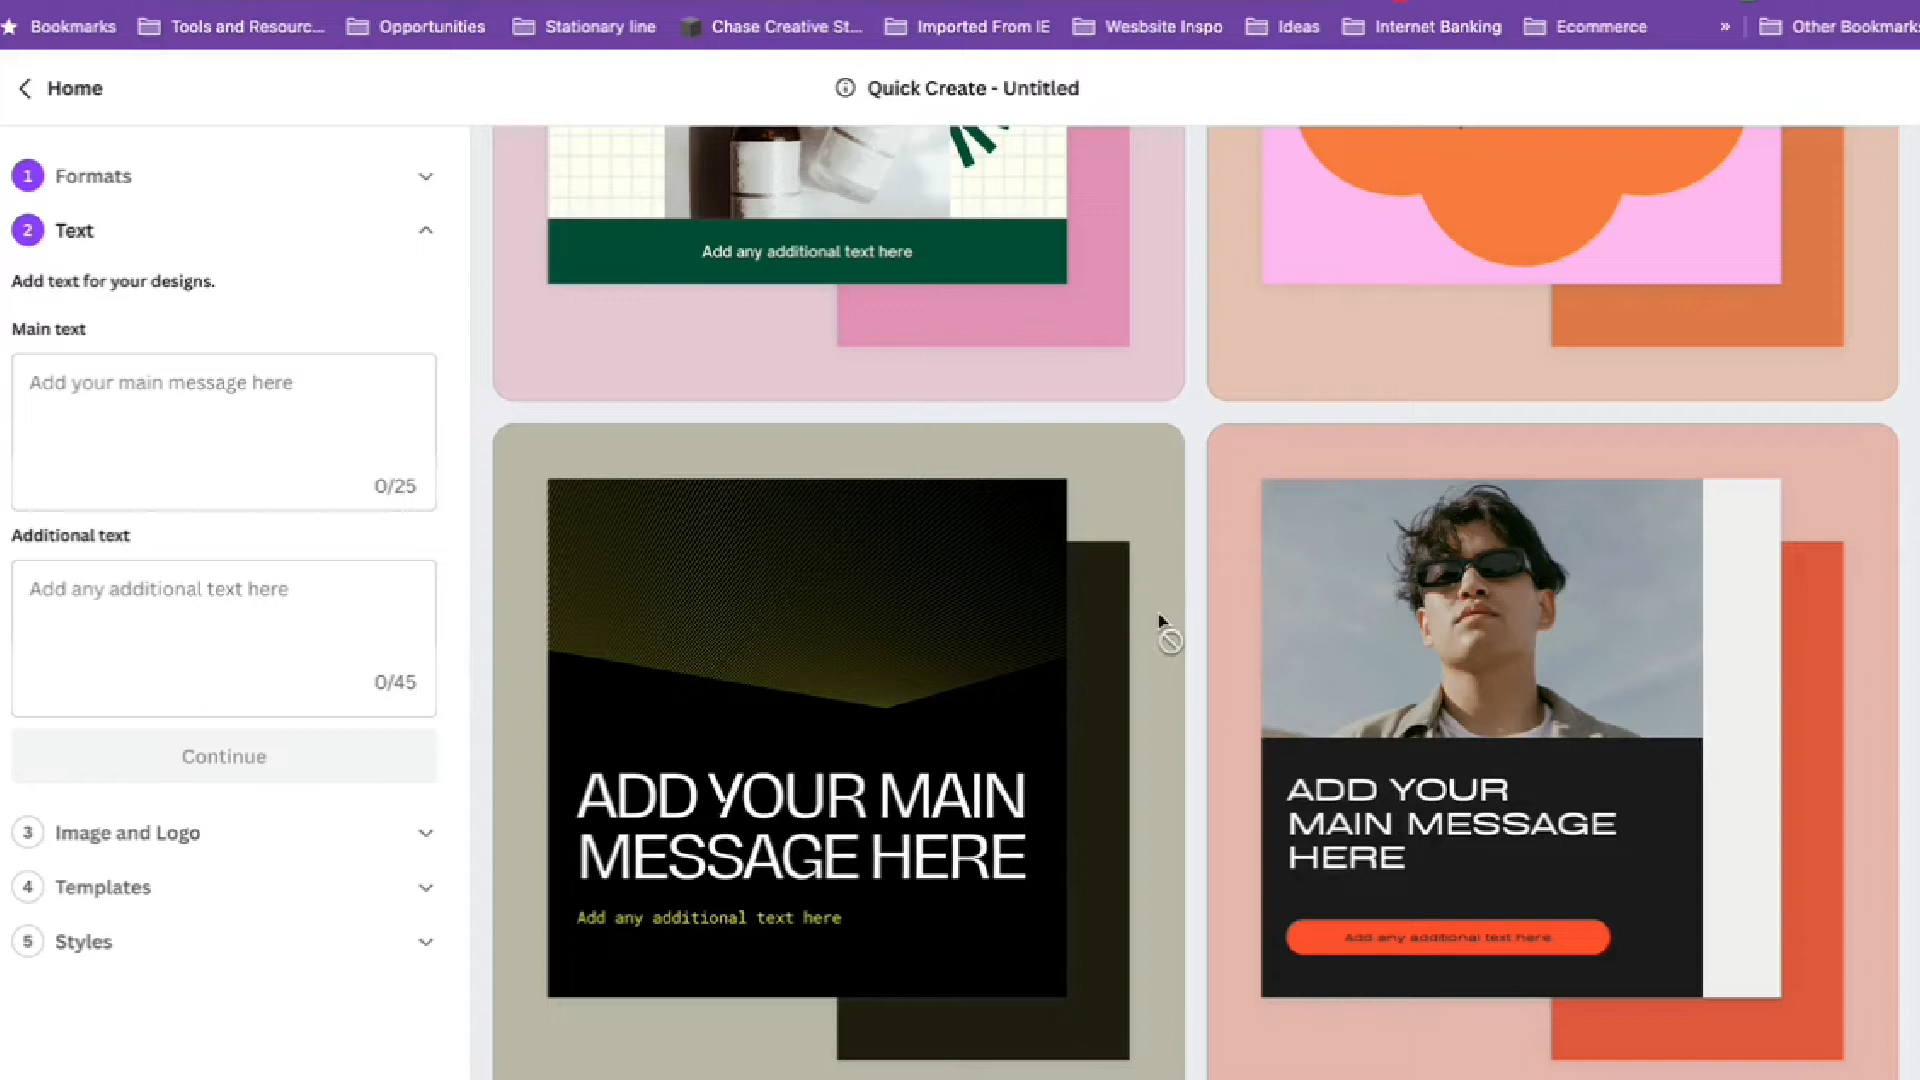 Bookmarks
Tools and Resourc...
Opportunities
Stationary line
Chase Creative St...
Imported From IE
Wesbsite Inspo
Ideas
Internet Banking
Ecommerce
»
Other Bookmarks
Home
Quick Create - Untitled
1 Formats
2 Text
Add text for your designs.
Main text
Add your main message here
0/25
Additional text
Add any additional text here
0/45
Continue
3 Image and Logo
4 Templates
5 Styles
Add any additional text here
ADD YOUR MAIN
MESSAGE HERE
Add any additional text here
ADD YOUR
MAIN MESSAGE
HERE
Add any additional text here